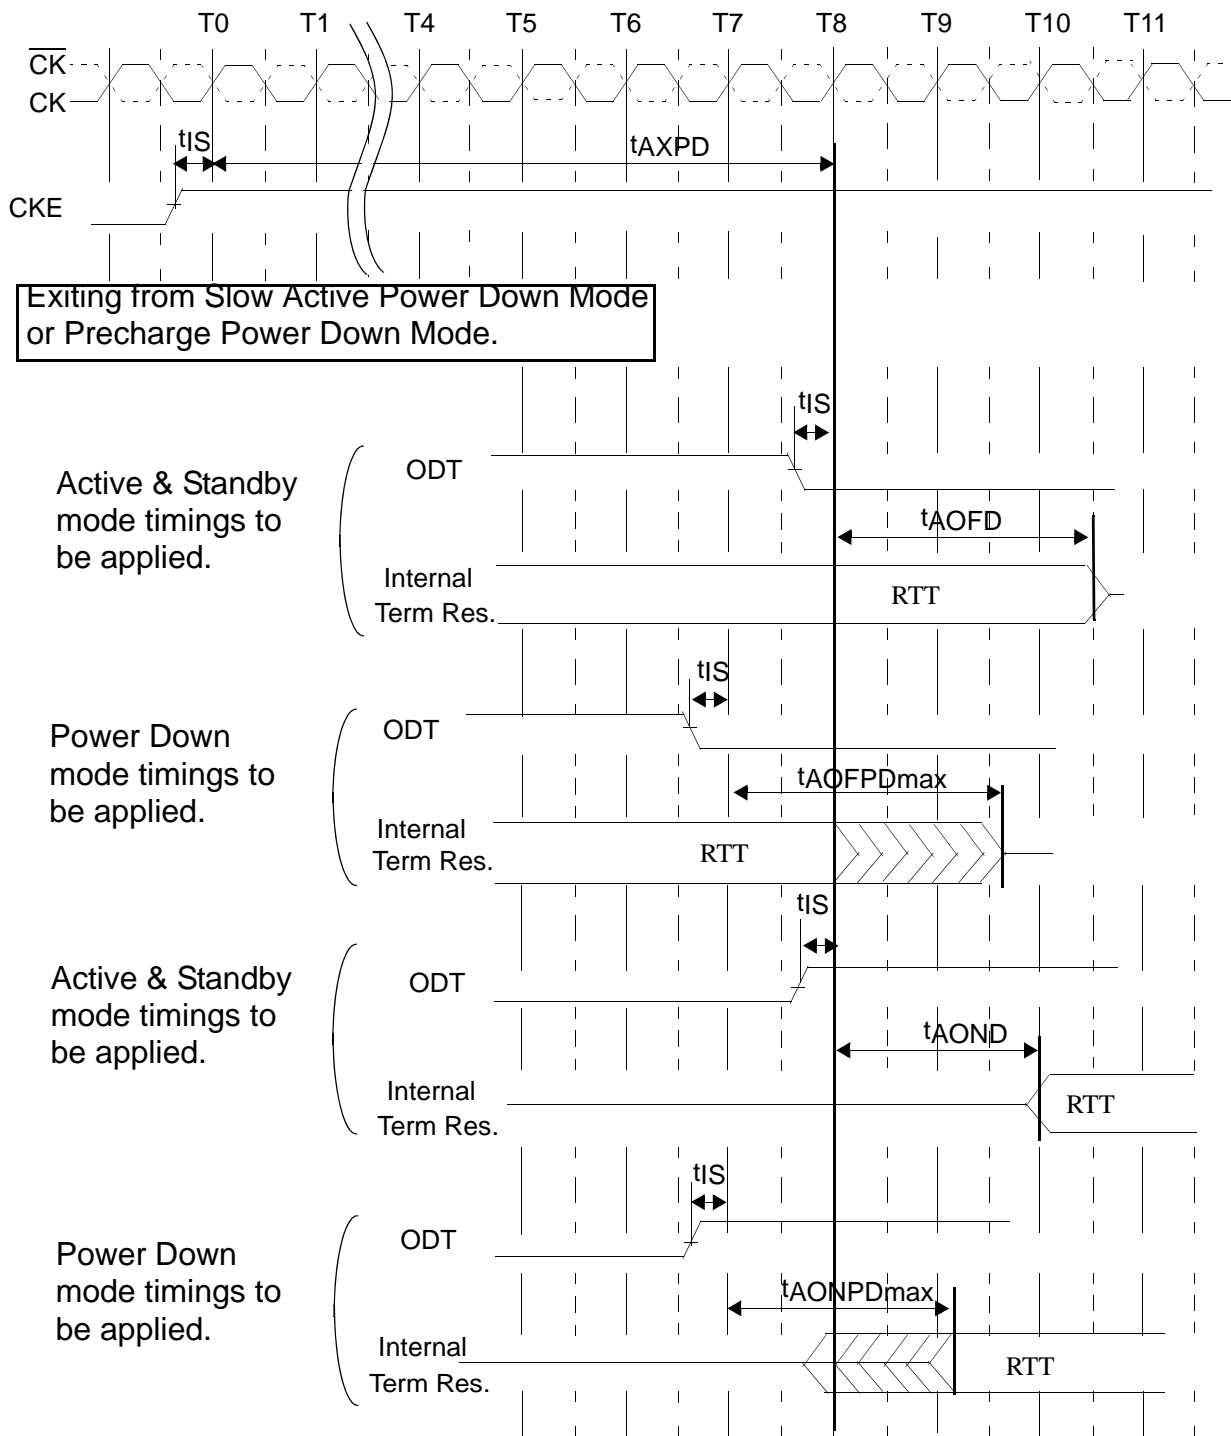 T0 T1 T4 T5 T6 T7 T8 T9 T10 T11
CK
CK
tIS
tAXPD
CKE
Exiting from Slow Active Power Down Mode
or Precharge Power Down Mode.
tIS
ODT
Active & Standby
mode timings to
be applied.
tAOFD
Internal
Term Res.
RTT
tIS
ODT
Power Down
mode timings to
be applied.
tAOFPDmax
Internal
Term Res.
RTT
tIS
ODT
Active & Standby
mode timings to
be applied.
tAOND
Internal
Term Res.
RTT
tIS
ODT
Power Down
mode timings to
be applied.
tAONPDmax
Internal
Term Res.
RTT